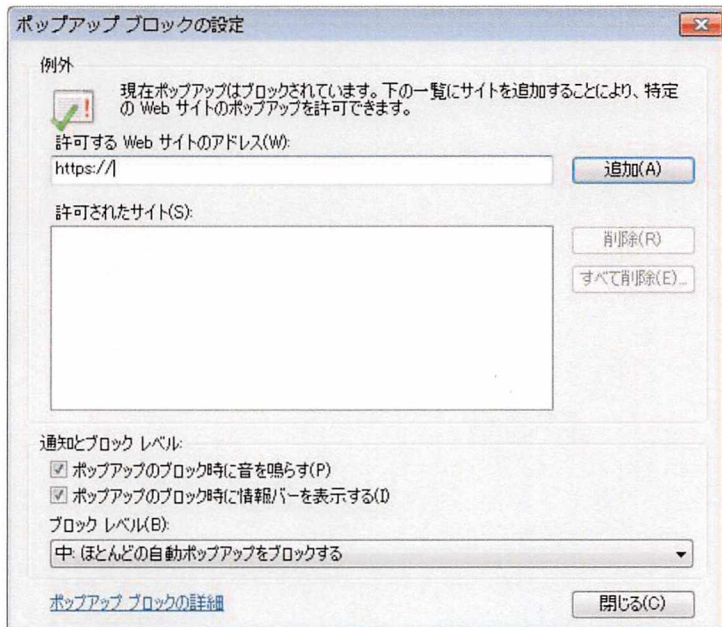 ポップアップ ブロックの設定
例外
現在ポップアップはブロックされています。下の一覧にサイトを追加することにより、特定
の Web サイトのポップアップを許可できます。
許可する Web サイトのアドレス(W):
https://
追加(A)
許可されたサイト(S):
削除(R)
すべて削除(E)...
通知とブロック レベル:
ポップアップのブロック時に音を鳴らす(P)
ポップアップのブロック時に情報バーを表示する(I)
ブロック レベル(B):
中: ほとんどの自動ポップアップをブロックする
ポップアップ ブロックの詳細
閉じる(C)